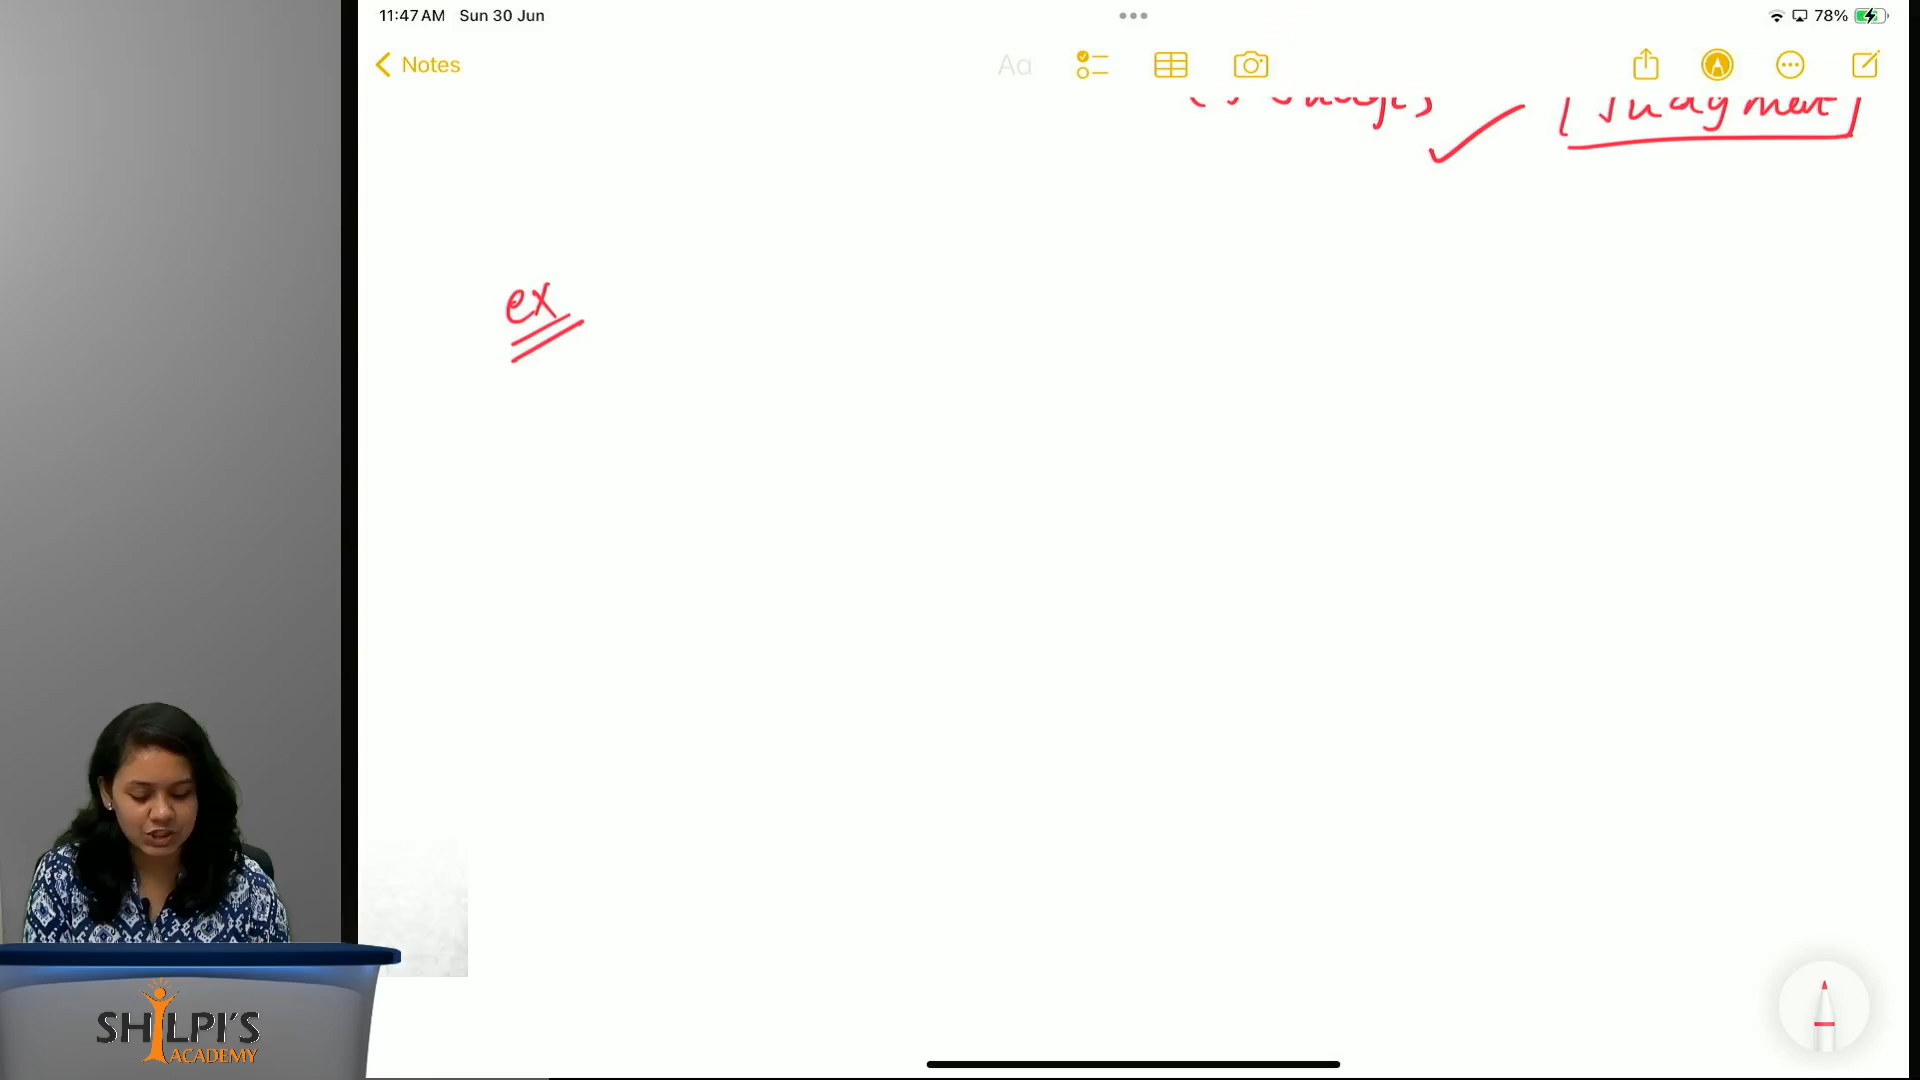 11:47 AM Sun 30 Jun
78%
Notes
Aa
Judgment
ex
SHILPI'S
ACADEMY